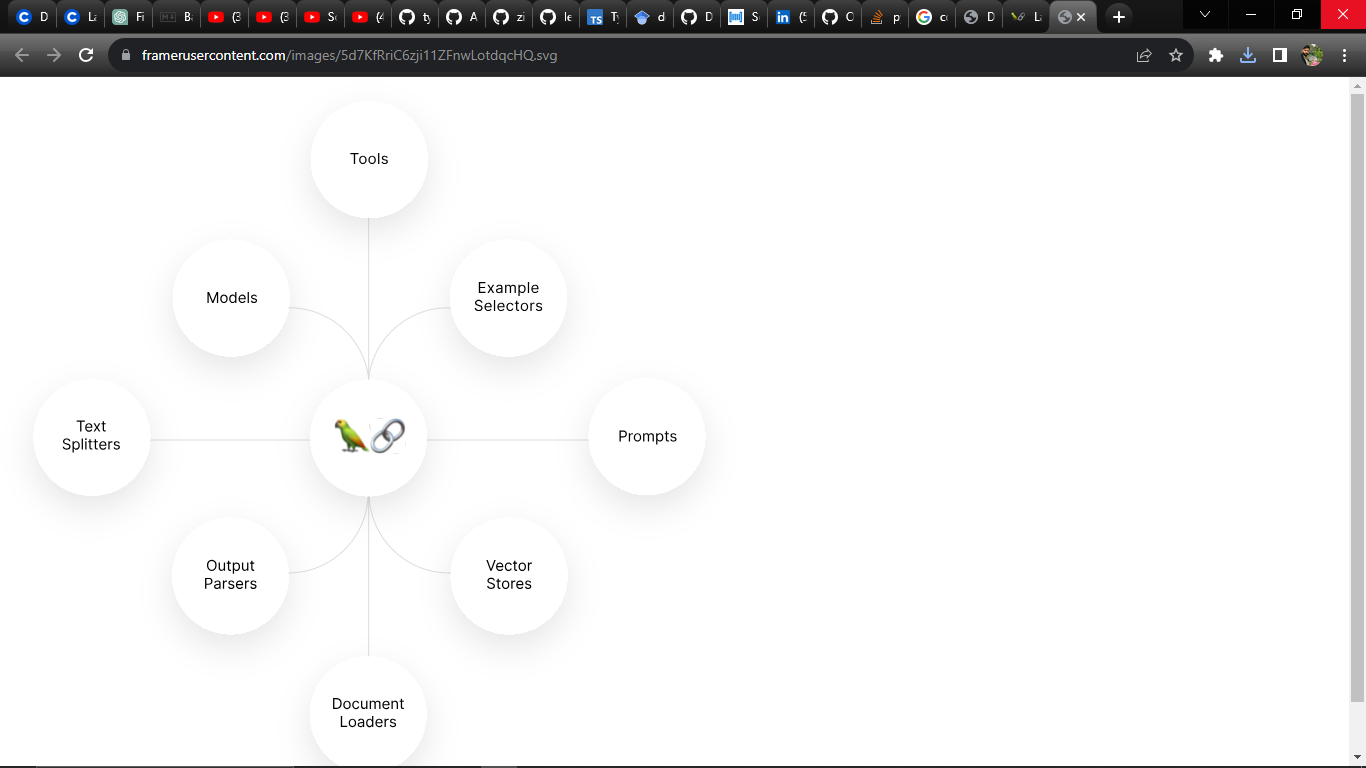 framerusercontent.com/images/5d7KfRriC6zji11ZFnwLotdqcHQ.svg
Tools
Models
Example
Selectors
Text
Splitters
Prompts
Output
Parsers
Vector
Stores
Document
Loaders